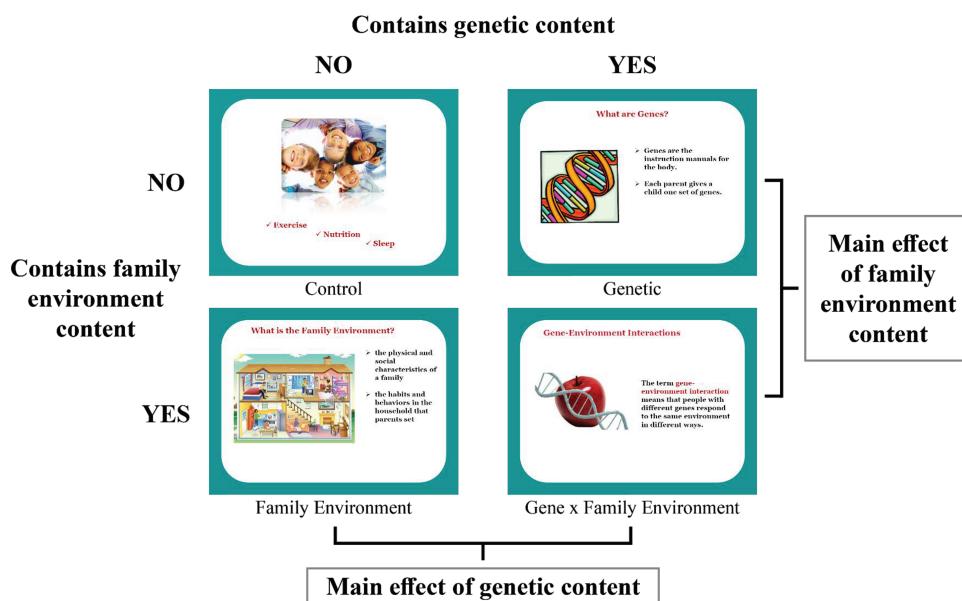 Contains genetic content
NO
YES
NO
Exercise
Nutrition
Sleep
Control
What are Genes?
Genes are the
instruction manuals for
the body.
Each parent gives a
child one set of genes.
Genetic
Contains family
environment
content
Main effect
of family
environment
content
YES
What is the Family Environment?
the physical and
social
characteristics of
a family
the habits and
behaviors in the
household that
parents set
Family Environment
Gene-Environment Interactions
The term gene-
environment interaction
means that people with
different genes respond
to the same environment
in different ways.
Gene x Family Environment
Main effect of genetic content